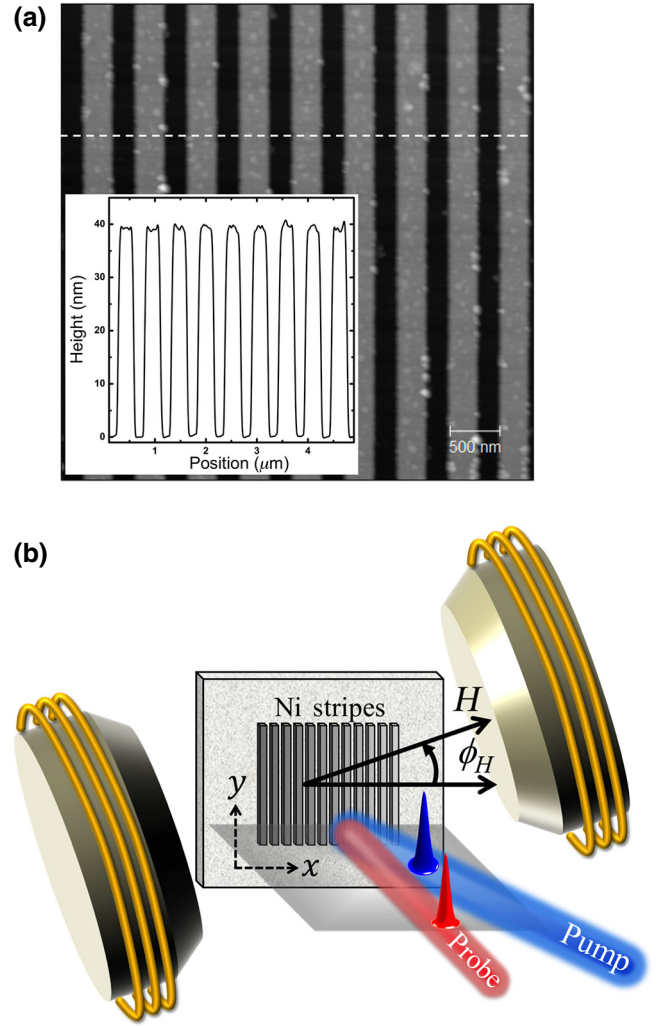 (a)
40
30
20
10
0
Height (nm)
1 2 3 4
Position (μm)
500 nm
(b)
Ni stripes
H
ϕH
y
x
Probe
Pump